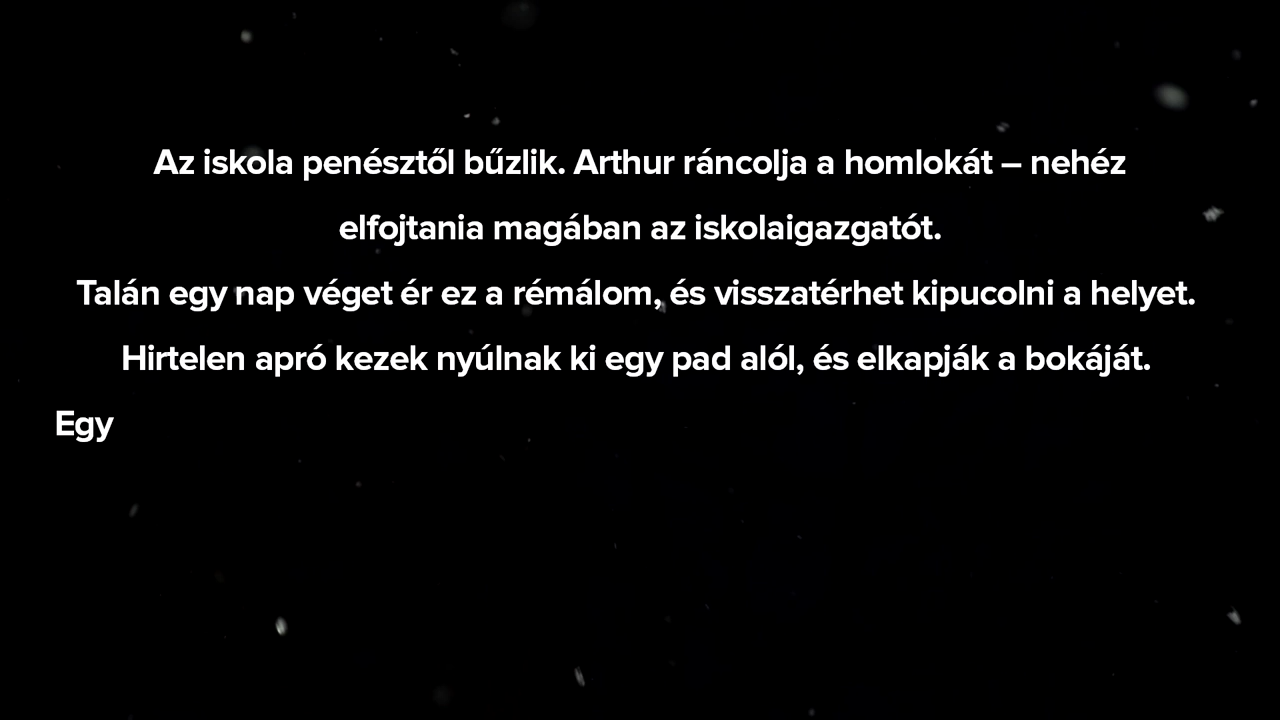 Az iskola penésztől bűzlik. Arthur ráncolja a homlokát – nehéz
elfojtania magában az iskolaigazgatót.
Talán egy nap véget ér ez a rémálom, és visszatérhet kipucolni a helyet.
Hirtelen apró kezek nyúlnak ki egy pad alól, és elkapják a bokáját.
Egy